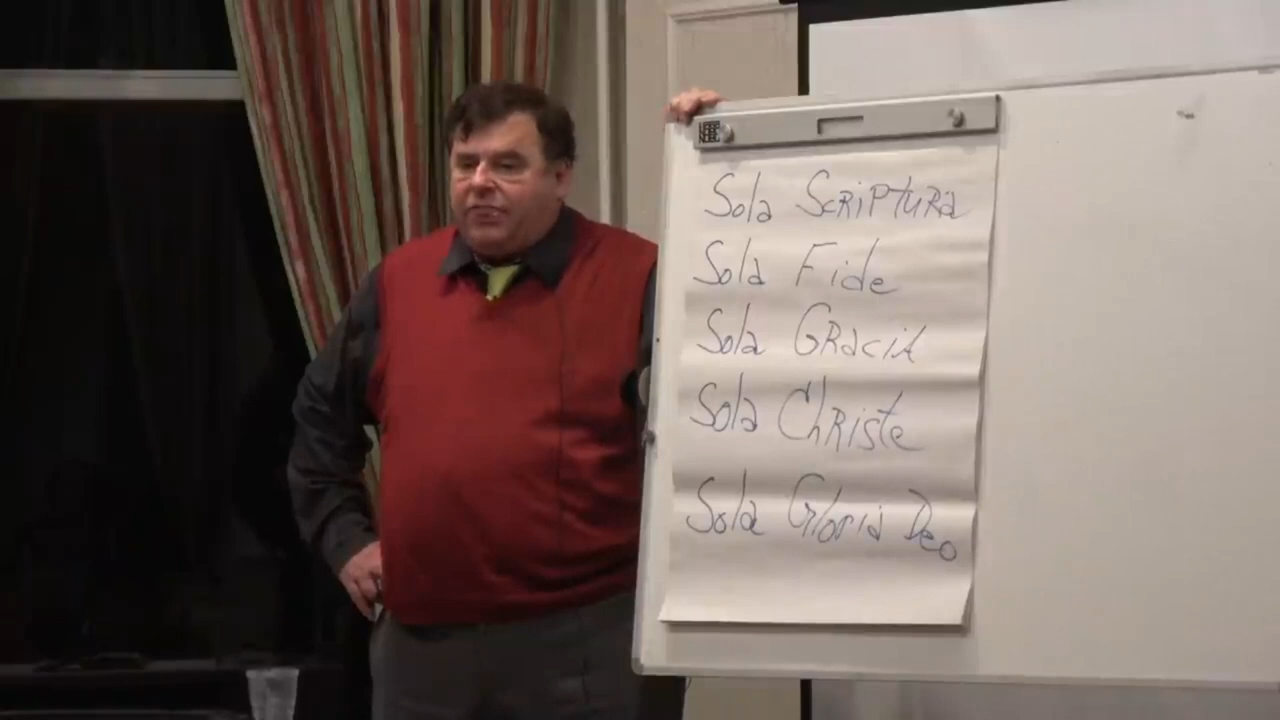 Sola Scriptura
Sola Fide
Sola Gracia
Sola Christe
Sola Gloria Deo